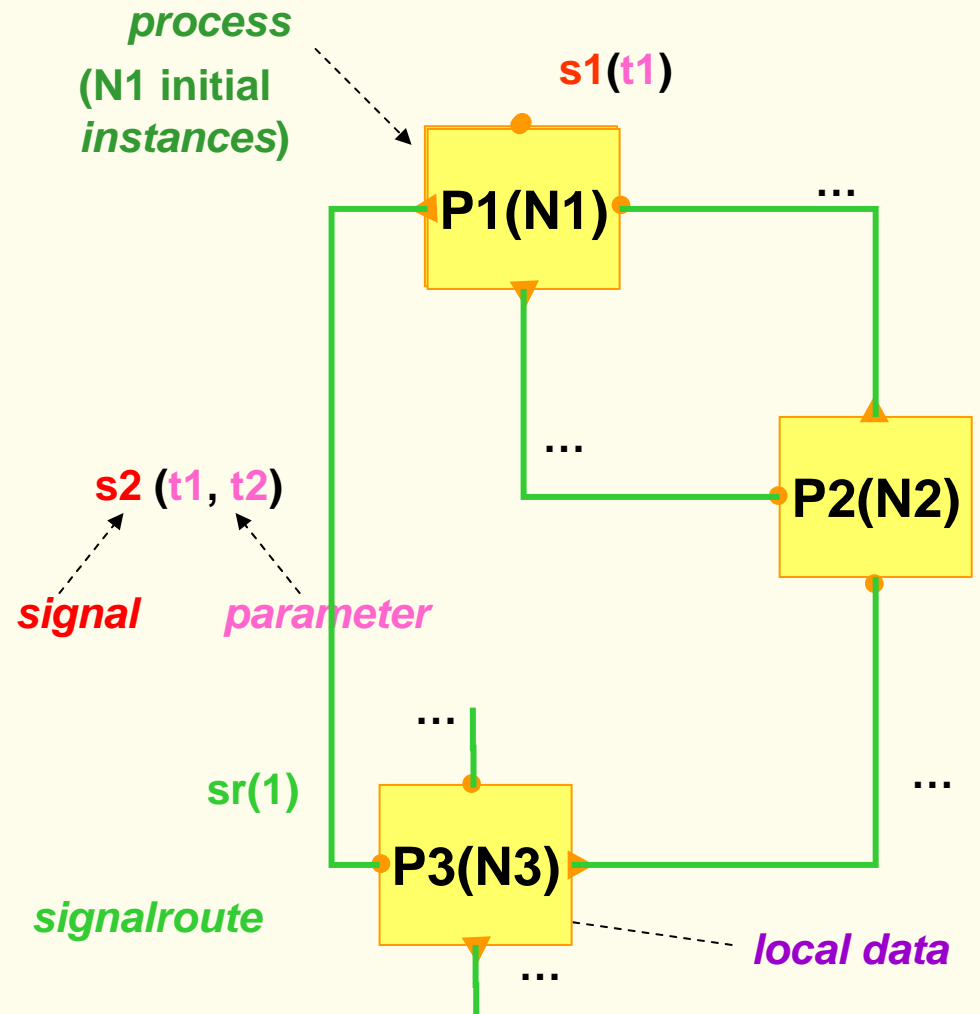 process
(N1 initial
instances)
s1(t1)
P1(N1)
...
...
s2 (t1, t2)
P2(N2)
signal
parameter
...
sr(1)
...
P3(N3)
signalroute
local data
...